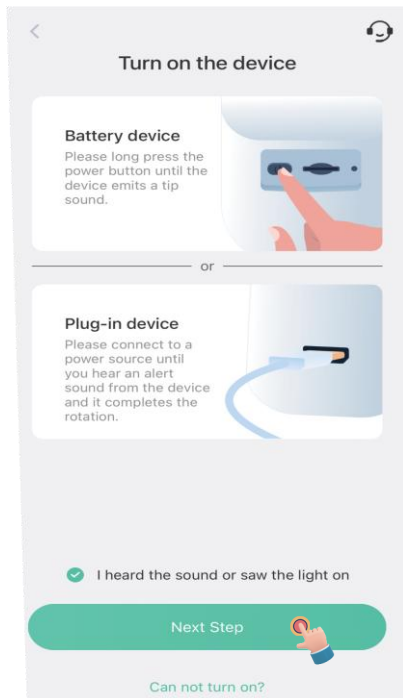 Turn on the device
Battery device
Please long press the
power button until the
device emits a tip
sound.
or
Plug-in device
Please connect to a
power source until
you hear an alert
sound from the device
and it completes the
rotation.
I heard the sound or saw the light on
Next Step
Can not turn on?